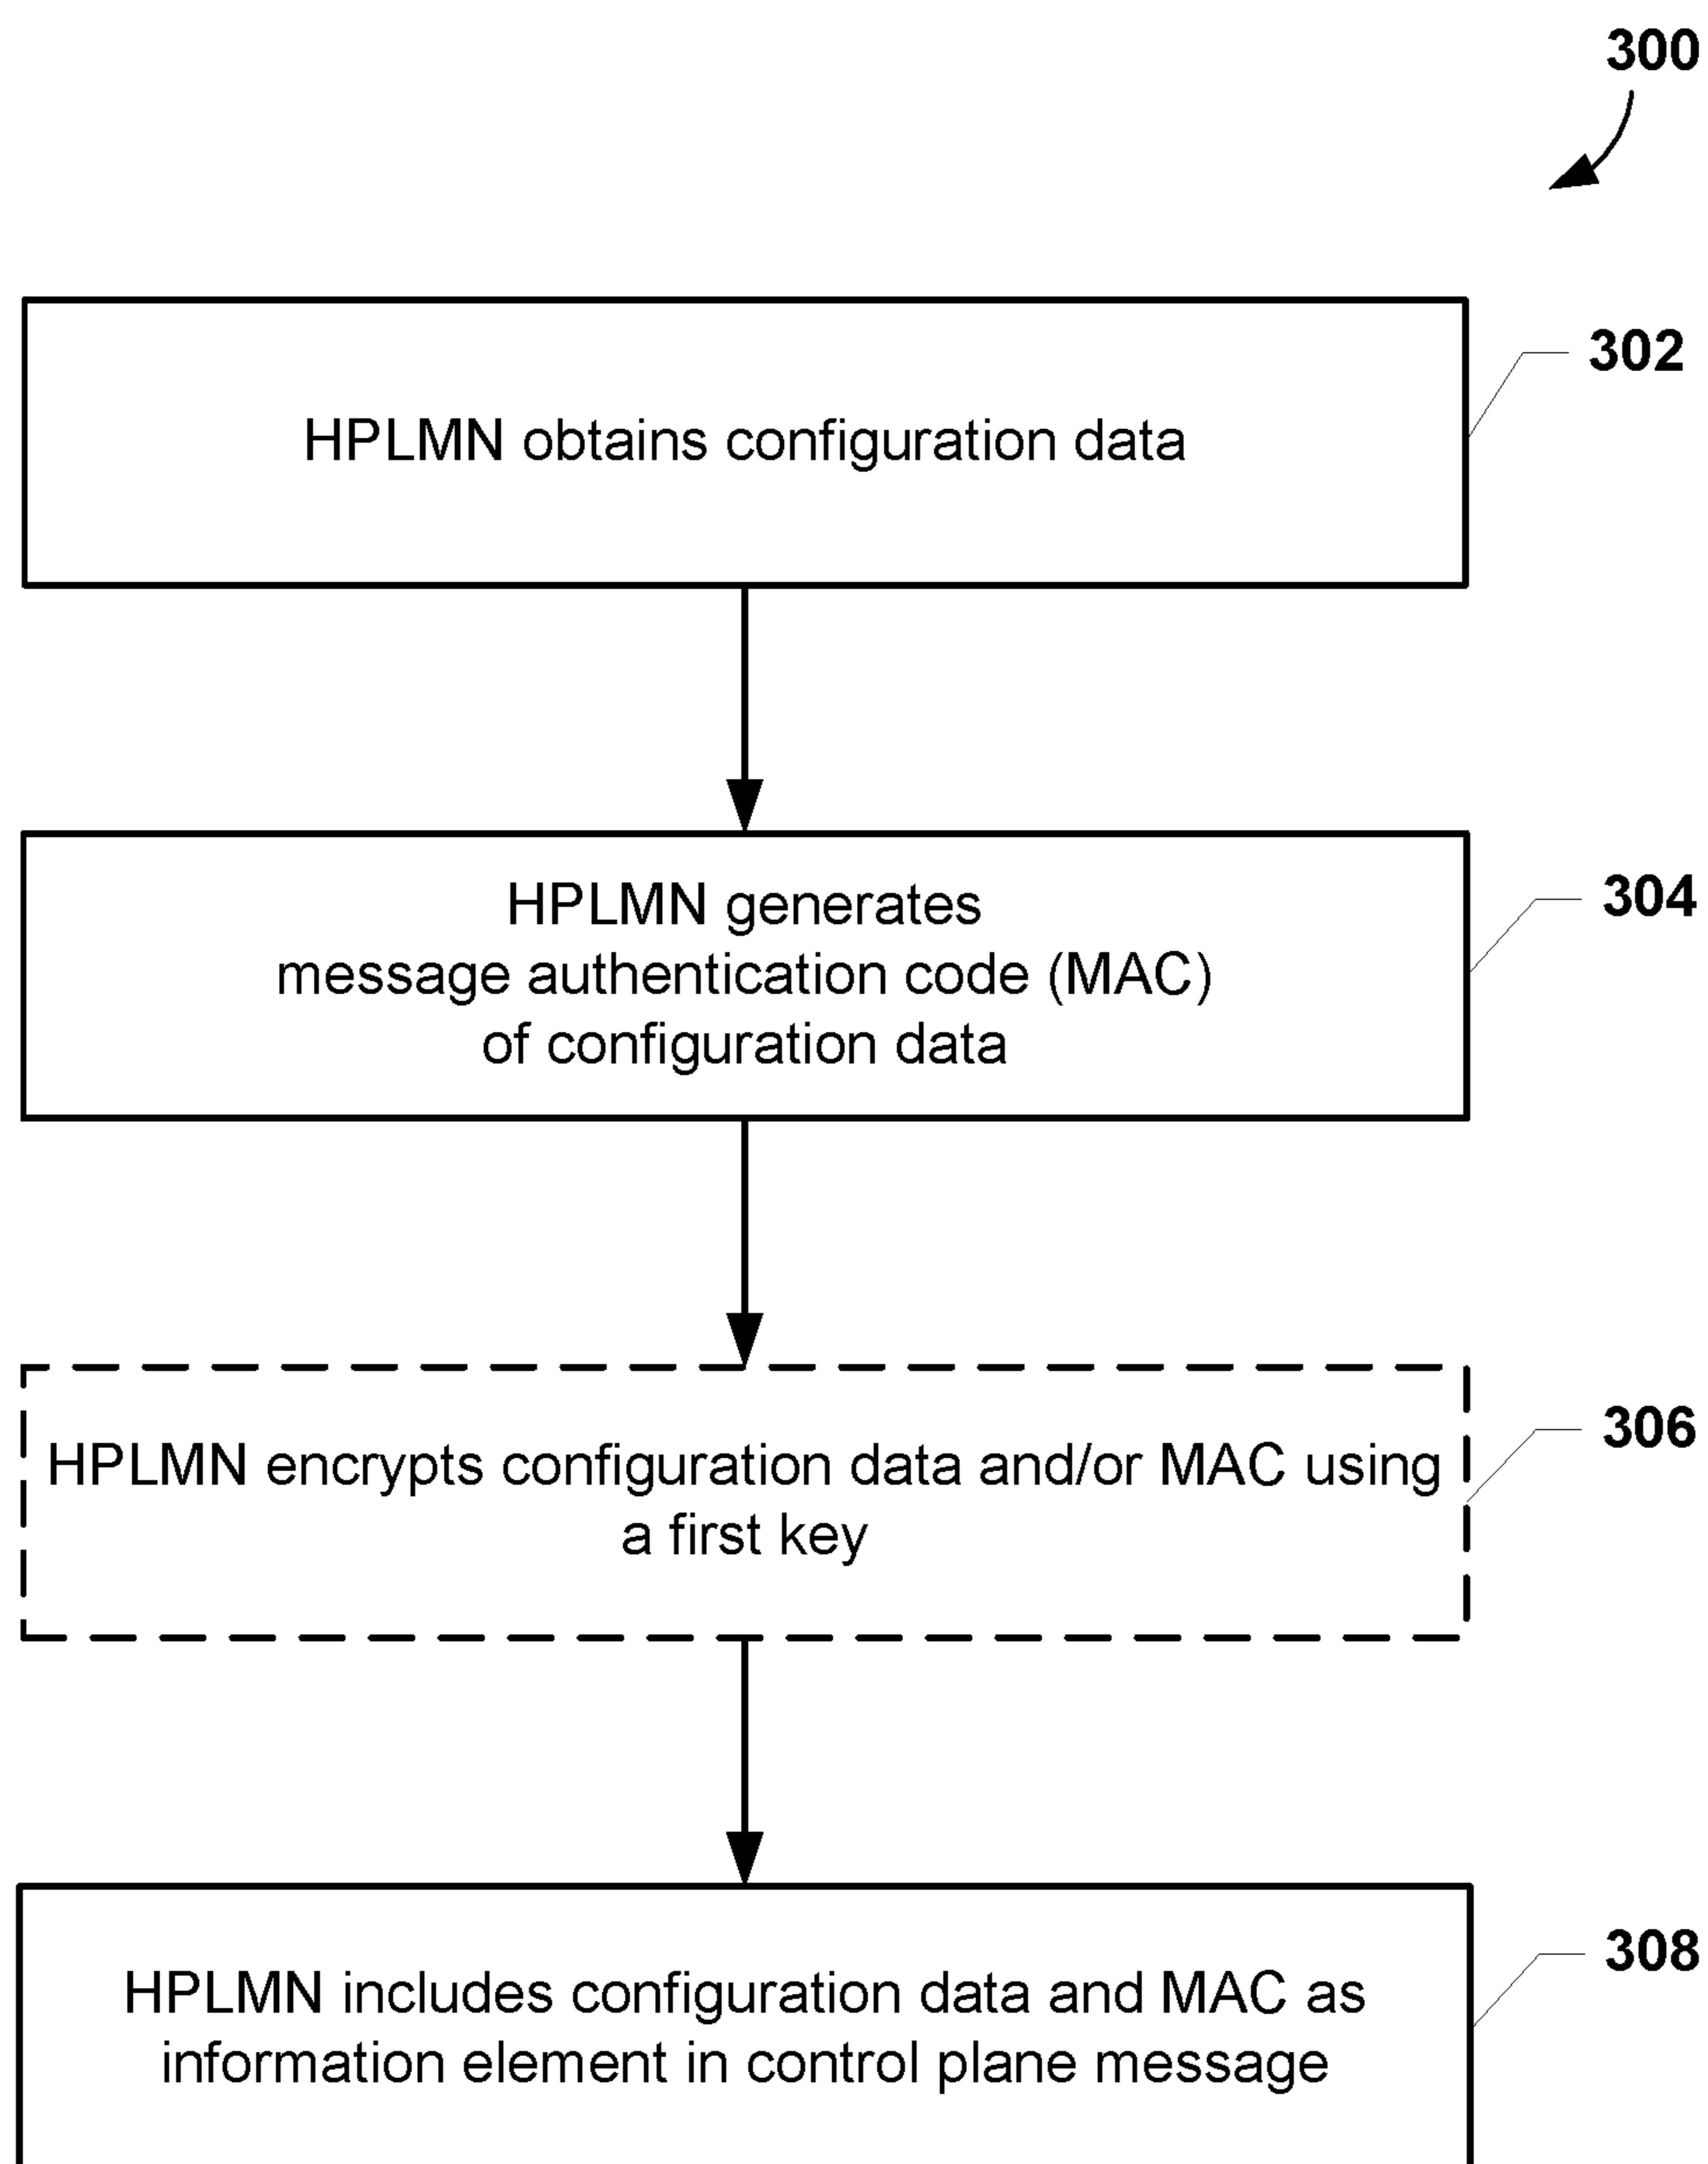 300
302
HPLMN obtains configuration data
304
HPLMN generates
message authentication code (MAC)
of configuration data
306
HPLMN encrypts configuration data and/or MAC using
a first key
308
HPLMN includes configuration data and MAC as
information element in control plane message